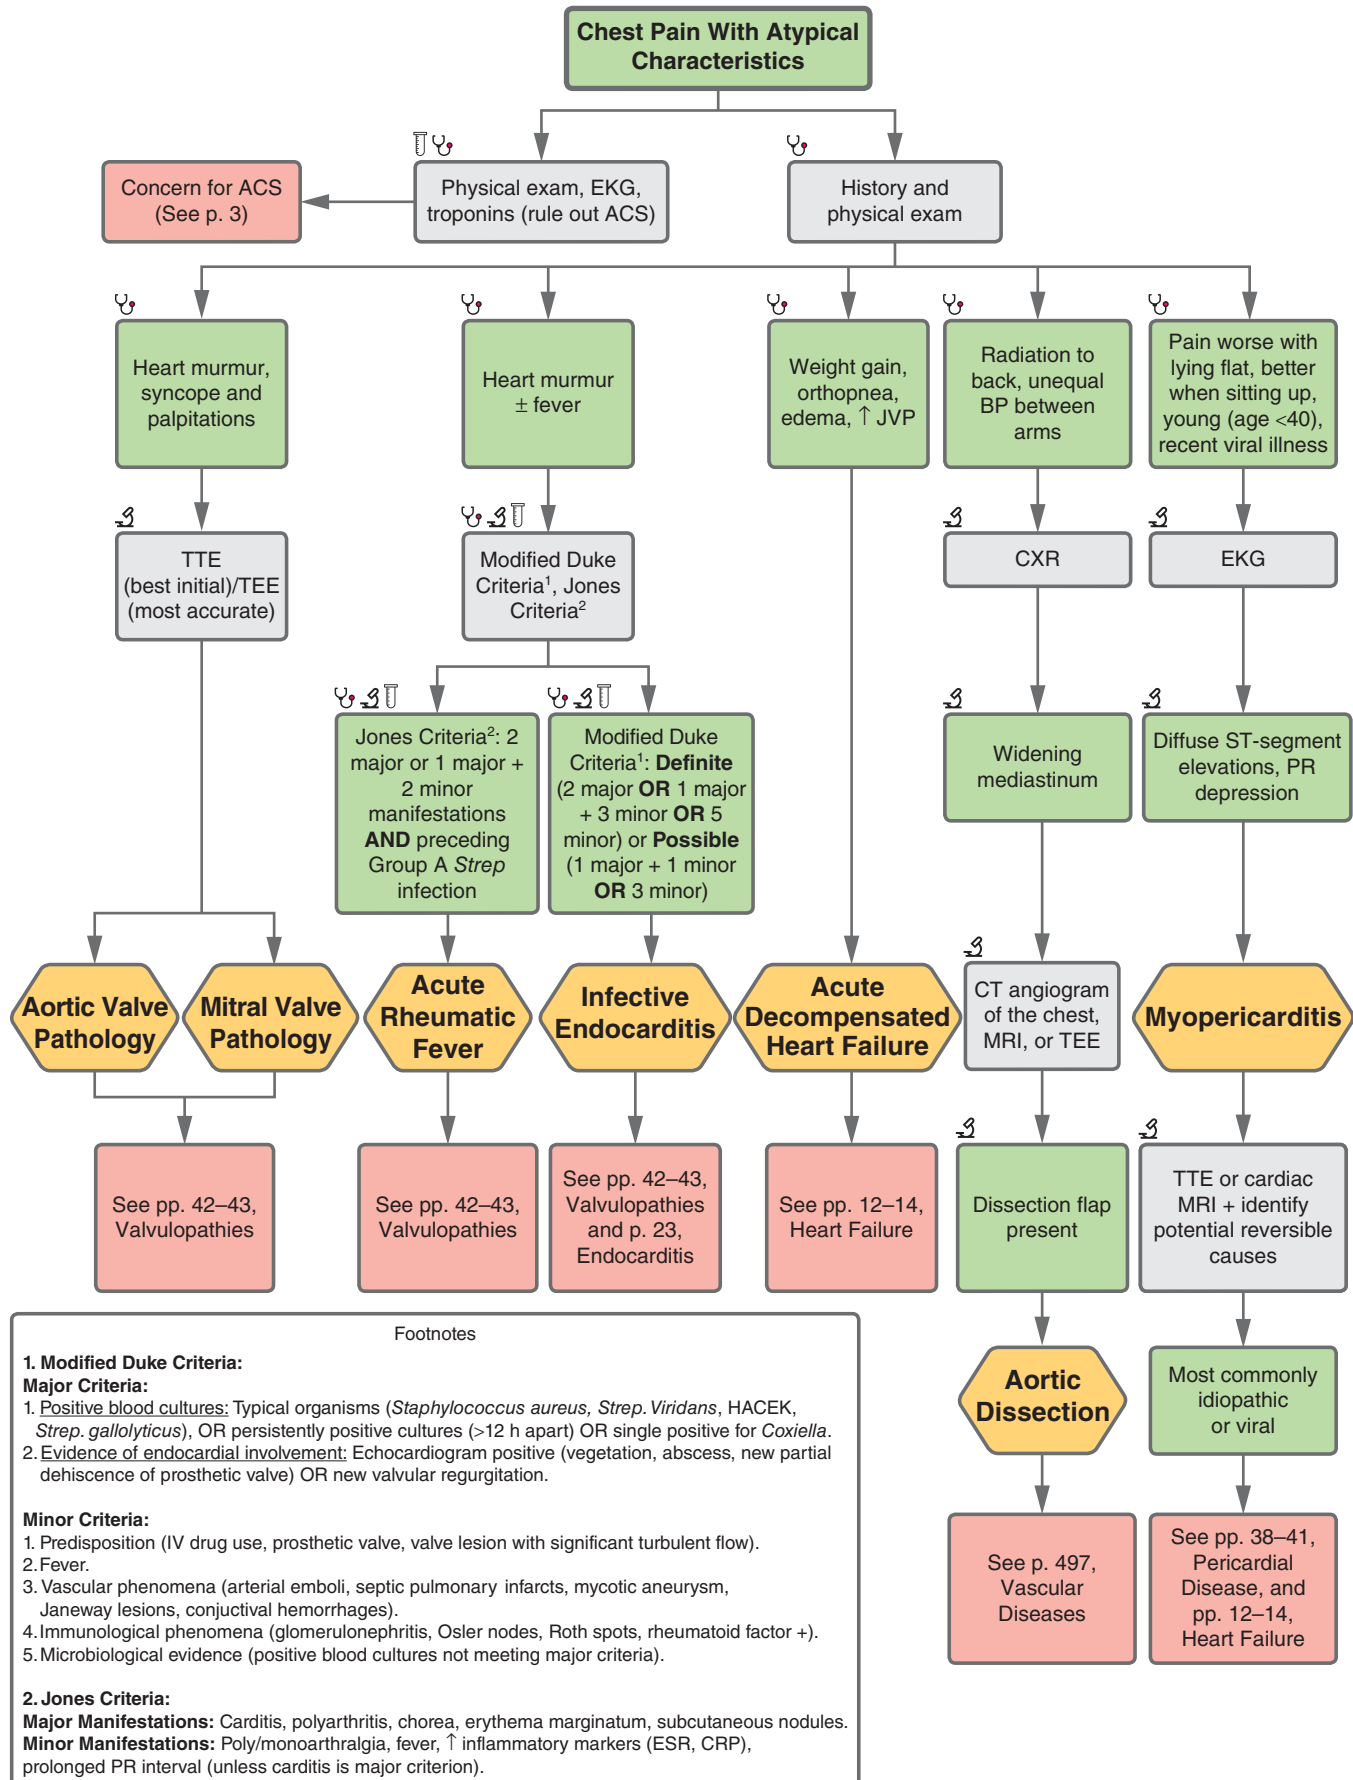 Chest Pain With Atypical
Characteristics
Concern for ACS
(See p. 3)
Physical exam, EKG,
troponins (rule out ACS)
History and
physical exam
Heart murmur,
syncope and
palpitations
Heart murmur
± fever
Weight gain,
orthopnea,
edema, ↑ JVP
Radiation to
back, unequal
BP between
arms
Pain worse with
lying flat, better
when sitting up,
young (age <40),
recent viral illness
TTE
(best initial)/TEE
(most accurate)
Modified Duke
Criteria¹, Jones
Criteria²
CXR
EKG
Jones Criteria²: 2
major or 1 major +
2 minor
manifestations
AND preceding
Group A Strep
infection
Modified Duke
Criteria¹: Definite
(2 major OR 1 major
+ 3 minor OR 5
minor) or Possible
(1 major + 1 minor
OR 3 minor)
Widening
mediastinum
Diffuse ST-segment
elevations, PR
depression
Aortic Valve
Pathology
Mitral Valve
Pathology
Acute
Rheumatic
Fever
Infective
Endocarditis
Acute
Decompensated
Heart Failure
CT angiogram
of the chest,
MRI, or TEE
Myopericarditis
See pp. 42–43,
Valvulopathies
See pp. 42–43,
Valvulopathies
See pp. 42–43,
Valvulopathies
and p. 23,
Endocarditis
See pp. 12–14,
Heart Failure
Dissection flap
present
TTE or cardiac
MRI + identify
potential reversible
causes
Aortic
Dissection
Most commonly
idiopathic
or viral
See p. 497,
Vascular
Diseases
See pp. 38–41,
Pericardial
Disease, and
pp. 12–14,
Heart Failure
Footnotes
1. Modified Duke Criteria:
Major Criteria:
1. Positive blood cultures: Typical organisms (Staphylococcus aureus, Strep. Viridans, HACEK,
Strep. gallolyticus), OR persistently positive cultures (>12 h apart) OR single positive for Coxiella.
2. Evidence of endocardial involvement: Echocardiogram positive (vegetation, abscess, new partial
dehiscence of prosthetic valve) OR new valvular regurgitation.
Minor Criteria:
1. Predisposition (IV drug use, prosthetic valve, valve lesion with significant turbulent flow).
2. Fever.
3. Vascular phenomena (arterial emboli, septic pulmonary infarcts, mycotic aneurysm,
Janeway lesions, conjuctival hemorrhages).
4. Immunological phenomena (glomerulonephritis, Osler nodes, Roth spots, rheumatoid factor +).
5. Microbiological evidence (positive blood cultures not meeting major criteria).
2. Jones Criteria:
Major Manifestations: Carditis, polyarthritis, chorea, erythema marginatum, subcutaneous nodules.
Minor Manifestations: Poly/monoarthralgia, fever, ↑ inflammatory markers (ESR, CRP),
prolonged PR interval (unless carditis is major criterion).